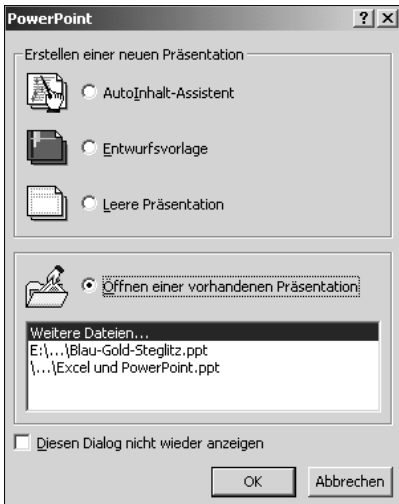 PowerPoint
Erstellen einer neuen Präsentation
AutoInhalt-Assistent
Entwurfsvorlage
Leere Präsentation
Öffnen einer vorhandenen Präsentation
Weitere Dateien...
E:\...\Blau-Gold-Steglitz.ppt
\...\Excel und PowerPoint.ppt
Diesen Dialog nicht wieder anzeigen
OK Abbrechen